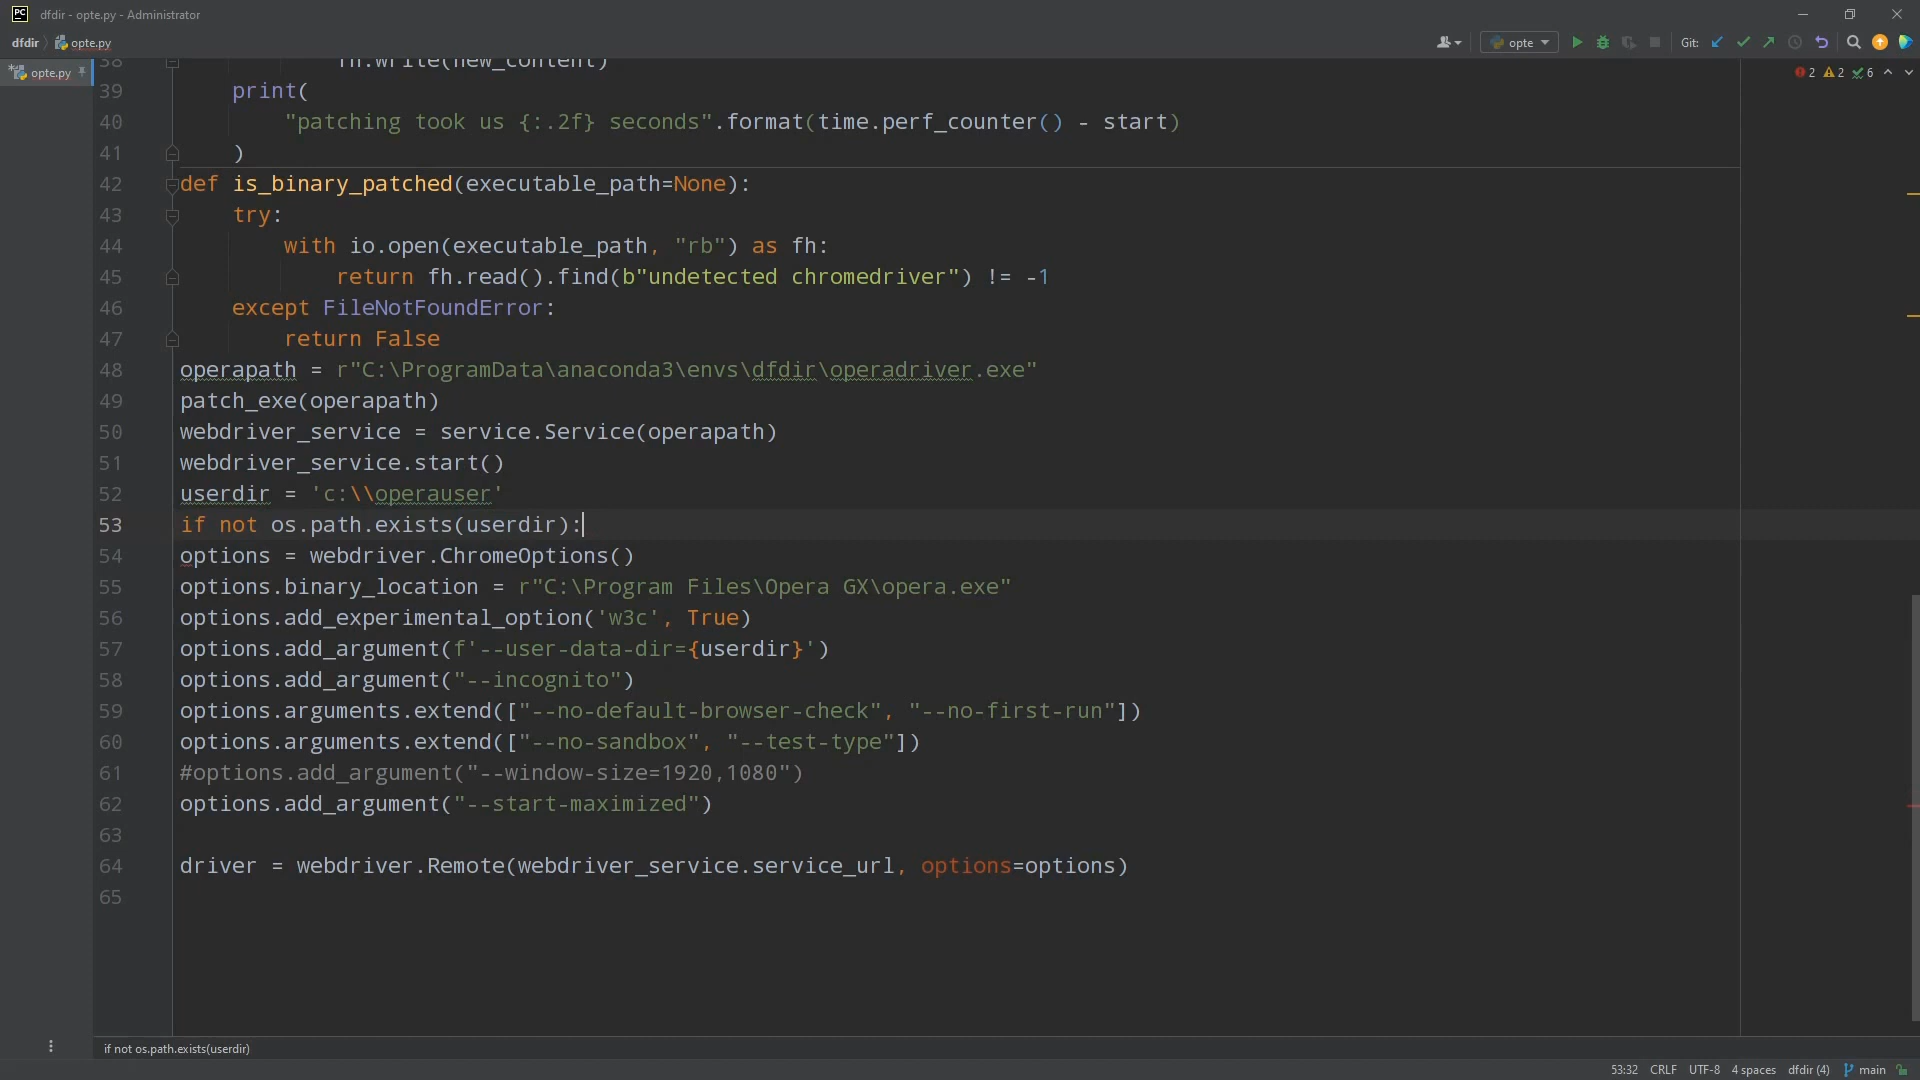 PC dfdir - opte.py - Administrator
dfdir opte.py opte Git:
opte.py 2 2 6
38 fh.write(new_content)
39 print(
40 "patching took us {:.2f} seconds".format(time.perf_counter() - start)
41 )
42 def is_binary_patched(executable_path=None):
43 try:
44 with io.open(executable_path, "rb") as fh:
45 return fh.read().find(b"undetected chromedriver") != -1
46 except FileNotFoundError:
47 return False
48 operapath = r"C:\ProgramData\anaconda3\envs\dfdir\operadriver.exe"
49 patch_exe(operapath)
50 webdriver_service = service.Service(operapath)
51 webdriver_service.start()
52 userdir = 'c:\\operauser'
53 if not os.path.exists(userdir):
54 options = webdriver.ChromeOptions()
55 options.binary_location = r"C:\Program Files\Opera GX\opera.exe"
56 options.add_experimental_option('w3c', True)
57 options.add_argument(f'--user-data-dir={userdir}')
58 options.add_argument("--incognito")
59 options.arguments.extend(["--no-default-browser-check", "--no-first-run"])
60 options.arguments.extend(["--no-sandbox", "--test-type"])
61 #options.add_argument("--window-size=1920,1080")
62 options.add_argument("--start-maximized")
63
64 driver = webdriver.Remote(webdriver_service.service_url, options=options)
65
if not os.path.exists(userdir)
53:32 CRLF UTF-8 4 spaces dfdir (4) main